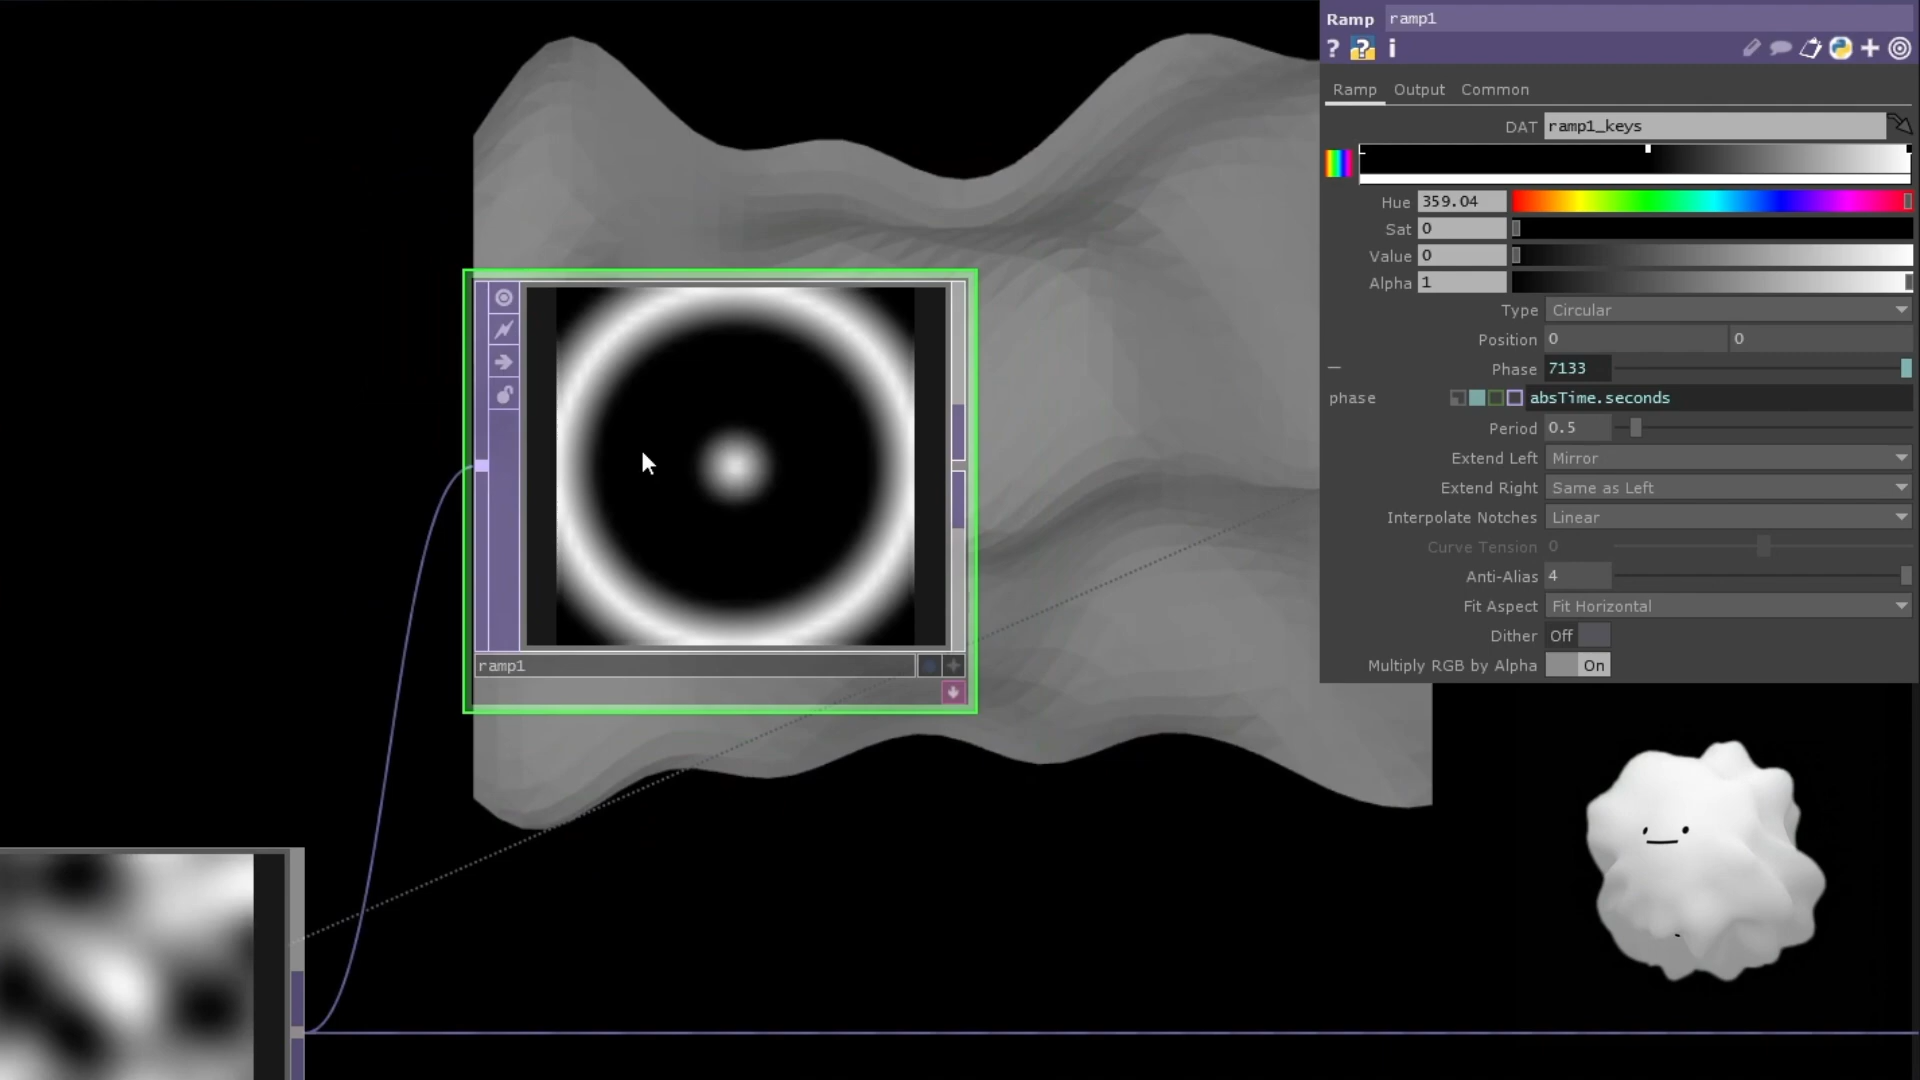 Ramp ramp1
? ? i
Ramp Output Common
DAT ramp1_keys
Hue 359.04
Sat 0
Value 0
Alpha 1
Type Circular
Position 0 0
Phase 7133
phase absTime.seconds
Period 0.5
Extend Left Mirror
Extend Right Same as Left
Interpolate Notches Linear
Curve Tension 0
Anti-Alias 4
Fit Aspect Fit Horizontal
Dither Off
Multiply RGB by Alpha On
ramp1